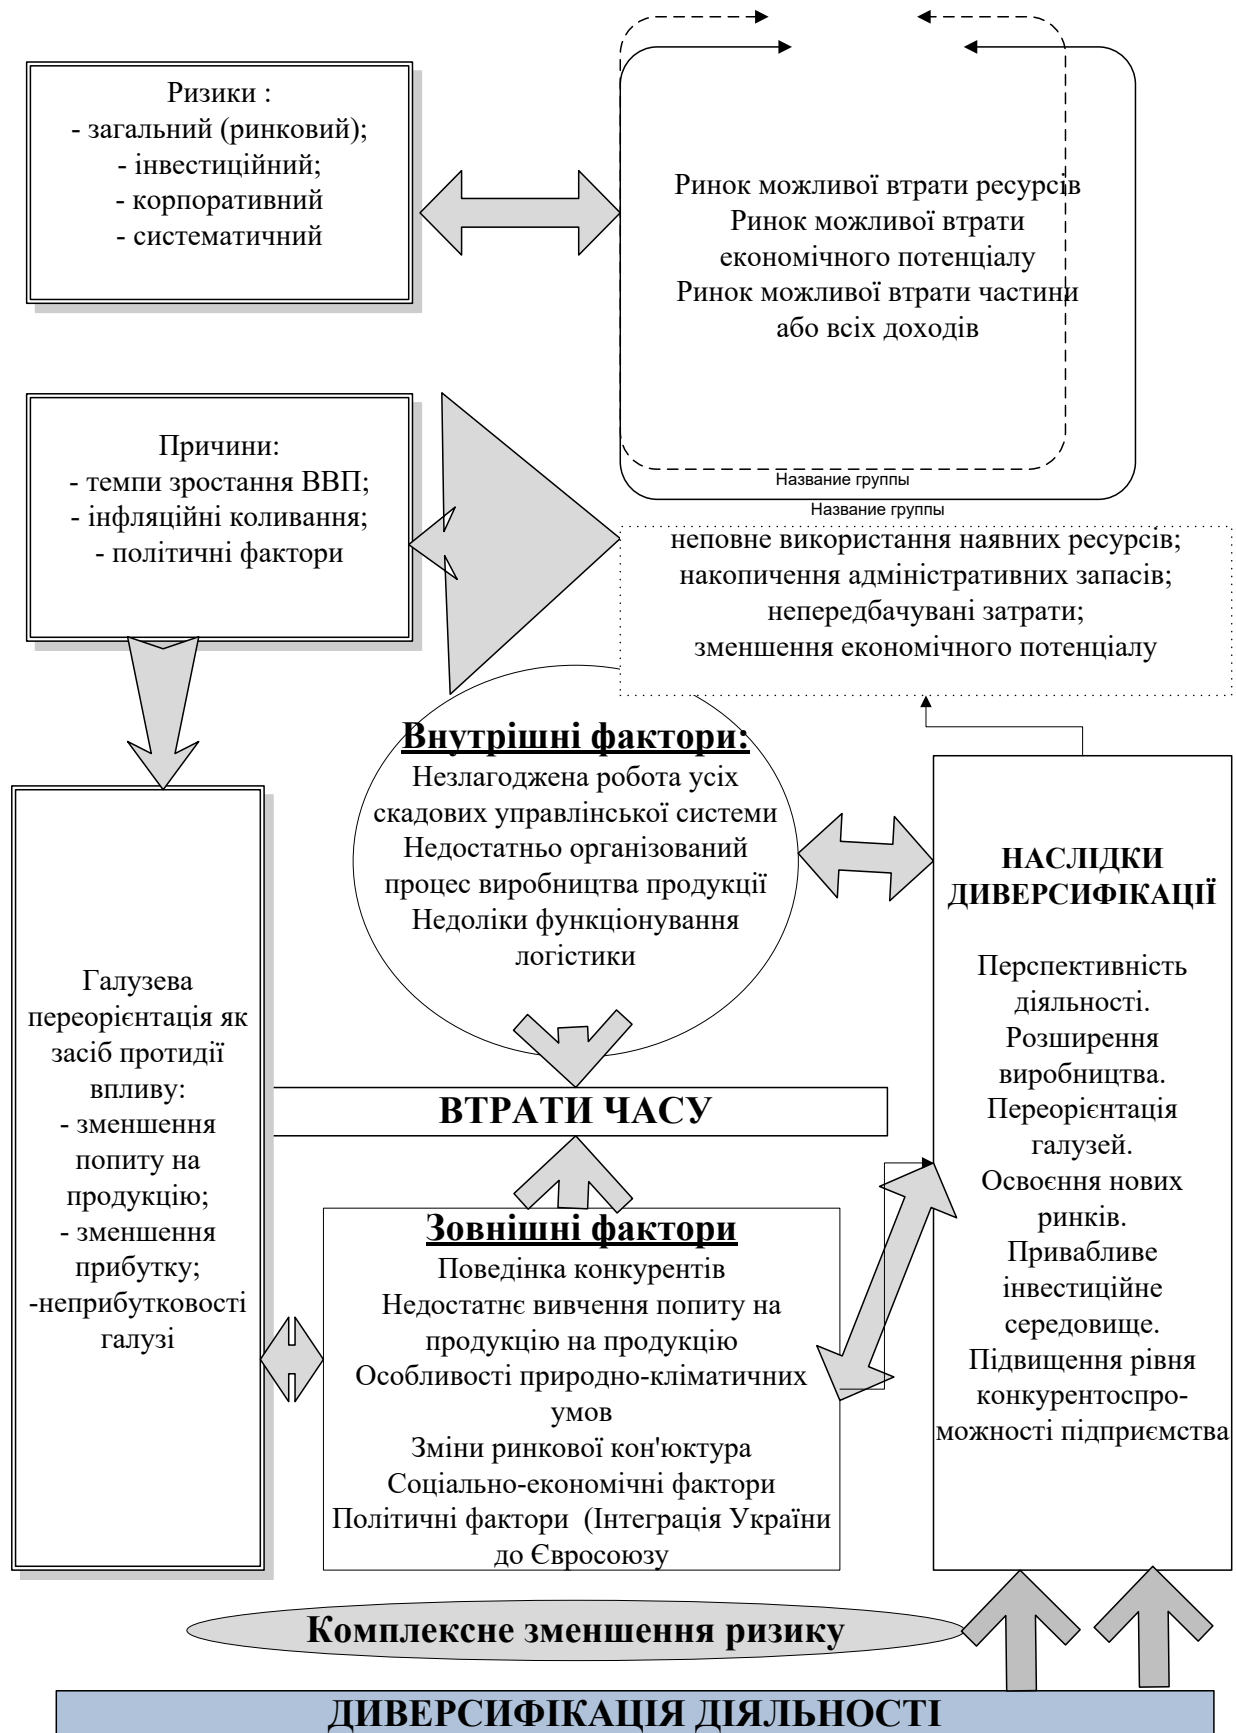 Ризики :
- загальний (ринковий);
- інвестиційний;
- корпоративний
- систематичний
Ринок можливої втрати ресурсів
Ринок можливої втрати
економічного потенціалу
Ринок можливої втрати частини
або всіх доходів
Название группы
Название группы
Причини:
- темпи зростання ВВП;
- інфляційні коливання;
- політичні фактори
неповне використання наявних ресурсів;
накопичення адміністративних запасів;
непередбачувані затрати;
зменшення економічного потенціалу
Внутрішні фактори:
Незлагоджена робота усіх
скадових управлінської системи
Недостатньо організований
процес виробництва продукції
Недоліки функціонування
логістики
НАСЛІДКИ
ДИВЕРСИФІКАЦІЇ
Перспективність
діяльності.
Розширення
виробництва.
Переорієнтація
галузей.
Освоєння нових
ринків.
Привабливе
інвестиційне
середовище.
Підвищення рівня
конкурентоспро-
можності підприємства
Галузева
переорієнтація як
засіб протидії
впливу:
- зменшення
попиту на
продукцію;
- зменшення
прибутку;
-неприбутковості
галузі
ВТРАТИ ЧАСУ
Зовнішні фактори
Поведінка конкурентів
Недостатнє вивчення попиту на
продукцію на продукцію
Особливості природно-кліматичних
умов
Зміни ринкової кон'юктура
Соціально-економічні фактори
Політичні фактори  (Інтеграція України
до Євросоюзу
Комплексне зменшення ризику
ДИВЕРСИФІКАЦІЯ ДІЯЛЬНОСТІ